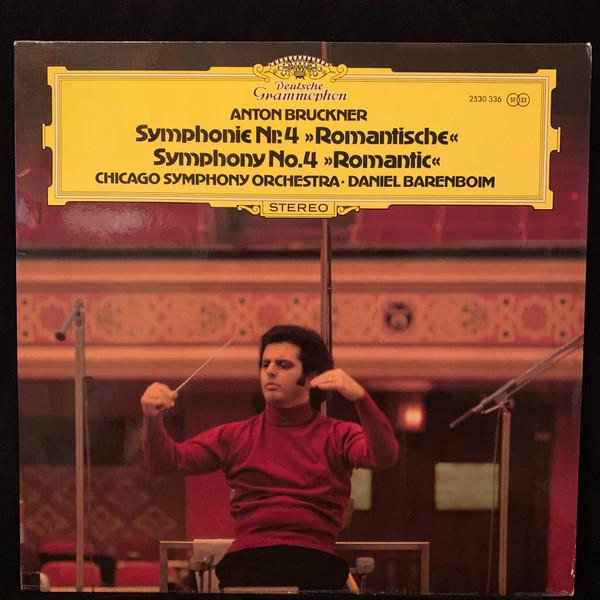 Deutsche
Grammophon
2530 336 ST 33
ANTON BRUCKNER
Symphonie Nr. 4 »Romantische«
Symphony No. 4 »Romantic«
CHICAGO SYMPHONY ORCHESTRA · DANIEL BARENBOIM
STEREO